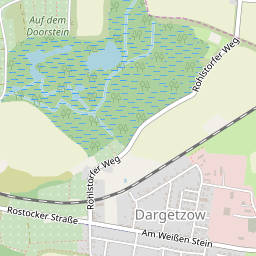 Auf dem
Doorstein
Rohlstorfer Weg
Rohlstorfer Weg
Rostocker Straße
Dargetzow
Am Weißen Stein